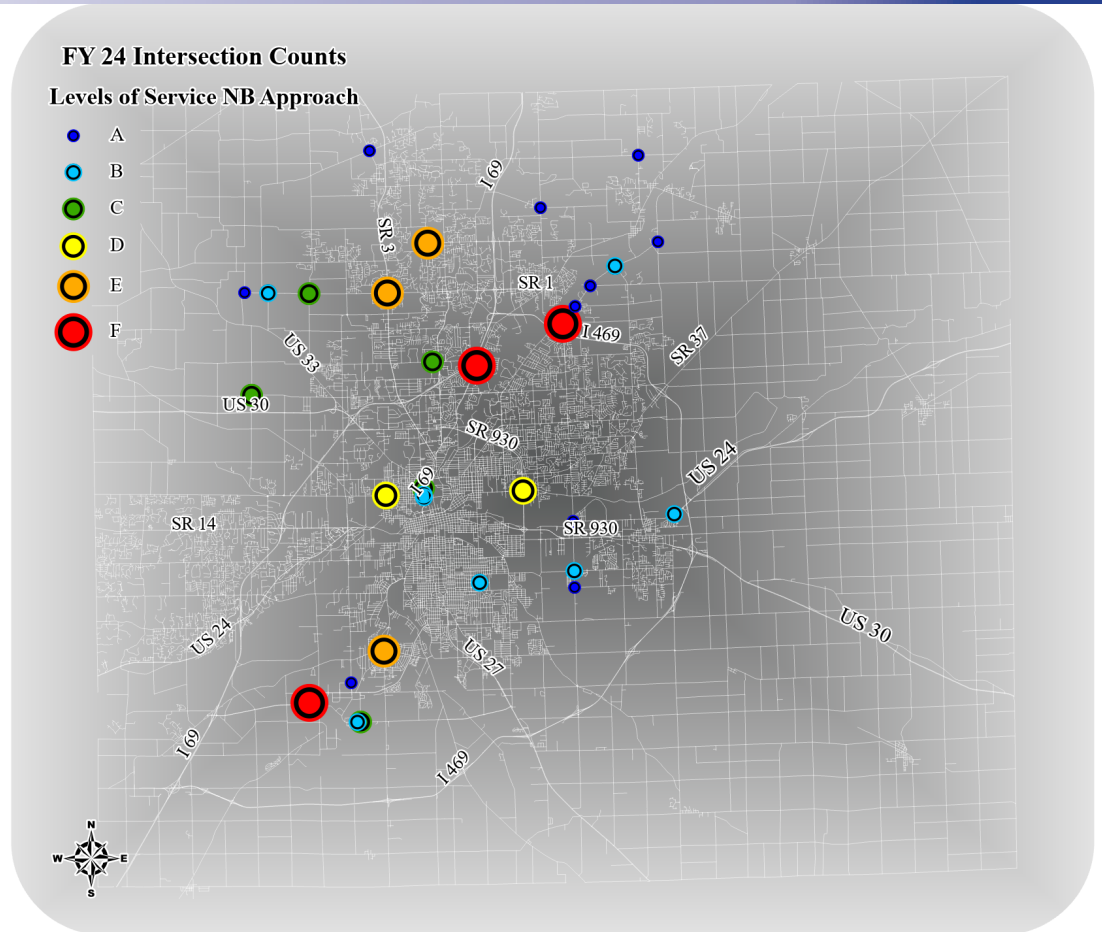 FY 24 Intersection Counts
Levels of Service NB Approach
A
B
C
D
E
F
I 69
SR 3
SR 1
I 469
US 33
SR 37
US 30
SR 930
I 69
US 24
SR 14
SR 930
US 24
US 27
US 30
I 69
I 469
N
W E
S